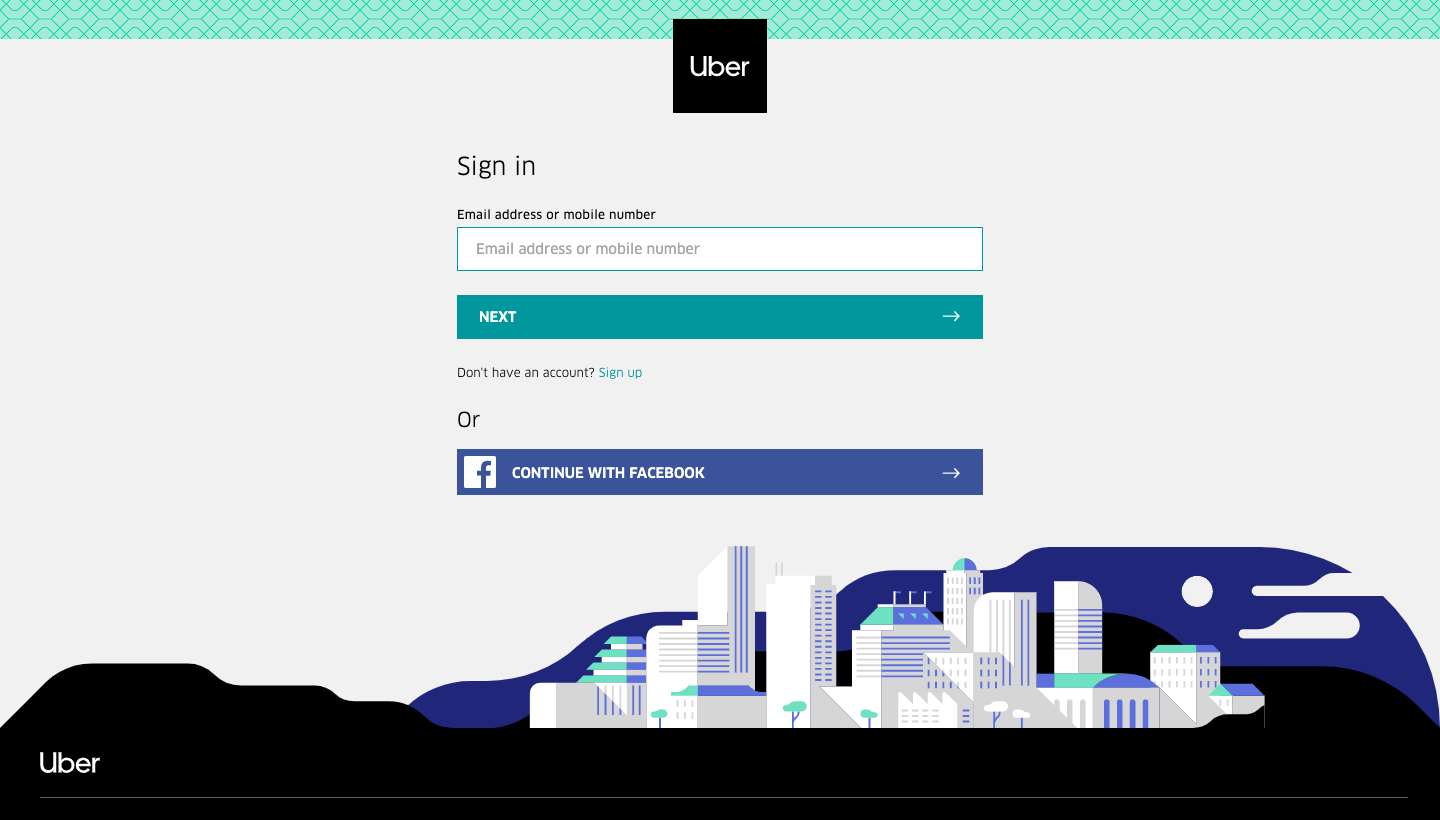 Uber
Sign in
Email address or mobile number
Email address or mobile number
NEXT
Don't have an account? Sign up
Or
CONTINUE WITH FACEBOOK
Uber